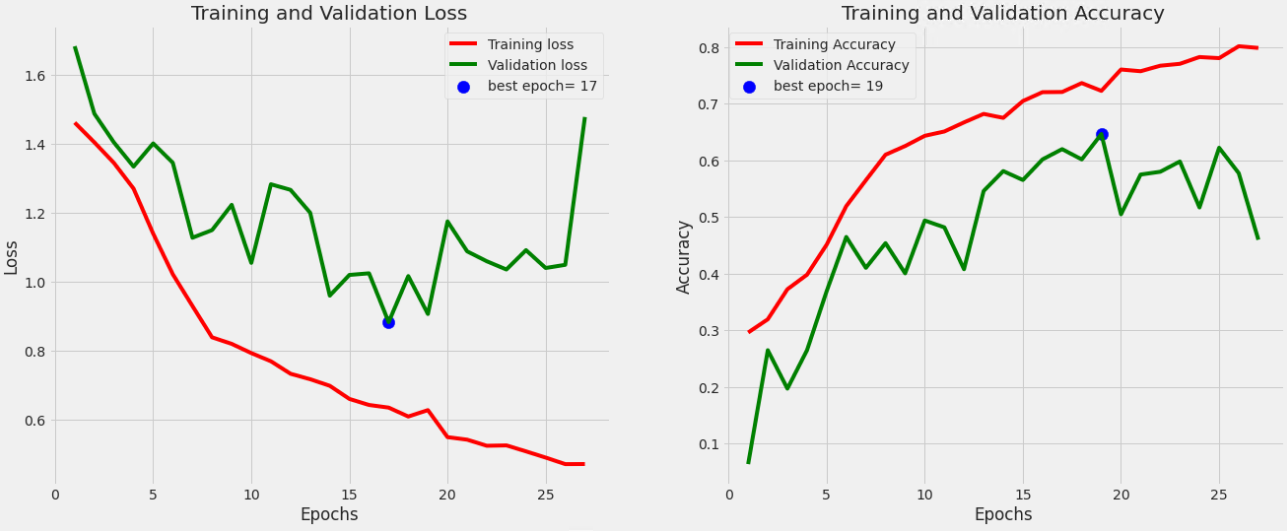 Training and Validation Loss
Training loss
Validation loss
best epoch= 17
1.6
1.4
1.2
1.0
0.8
0.6
Loss
0 5 10 15 20 25
Epochs
Training and Validation Accuracy
Training Accuracy
Validation Accuracy
best epoch= 19
0.8
0.7
0.6
0.5
0.4
0.3
0.2
0.1
Accuracy
0 5 10 15 20 25
Epochs